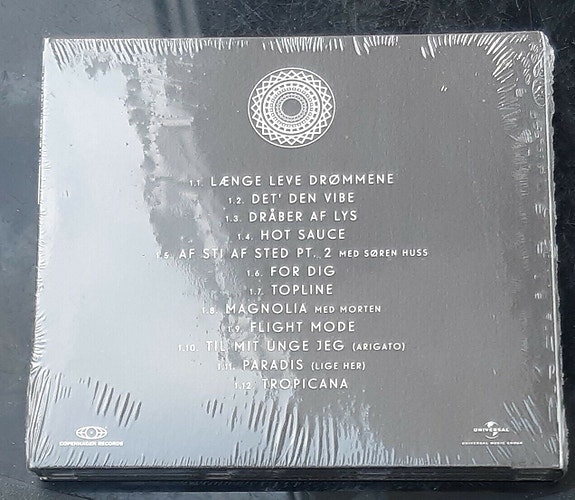 1.1. LÆNGE LEVE DRØMMENE
1.2. DET' DEN VIBE
1.3. DRÅBER AF LYS
1.4. HOT SAUCE
1.5. AF STI AF STED PT. 2 MED SØREN HUSS
1.6. FOR DIG
1.7. TOPLINE
1.8. MAGNOLIA MED MORTEN
1.9. FLIGHT MODE
1.10. TIL MIT UNGE JEG (ARIGATO)
1.11. PARADIS (LIGE HER)
1.12. TROPICANA
COPENHAGEN RECORDS
UNIVERSAL
UNIVERSAL MUSIC GROUP